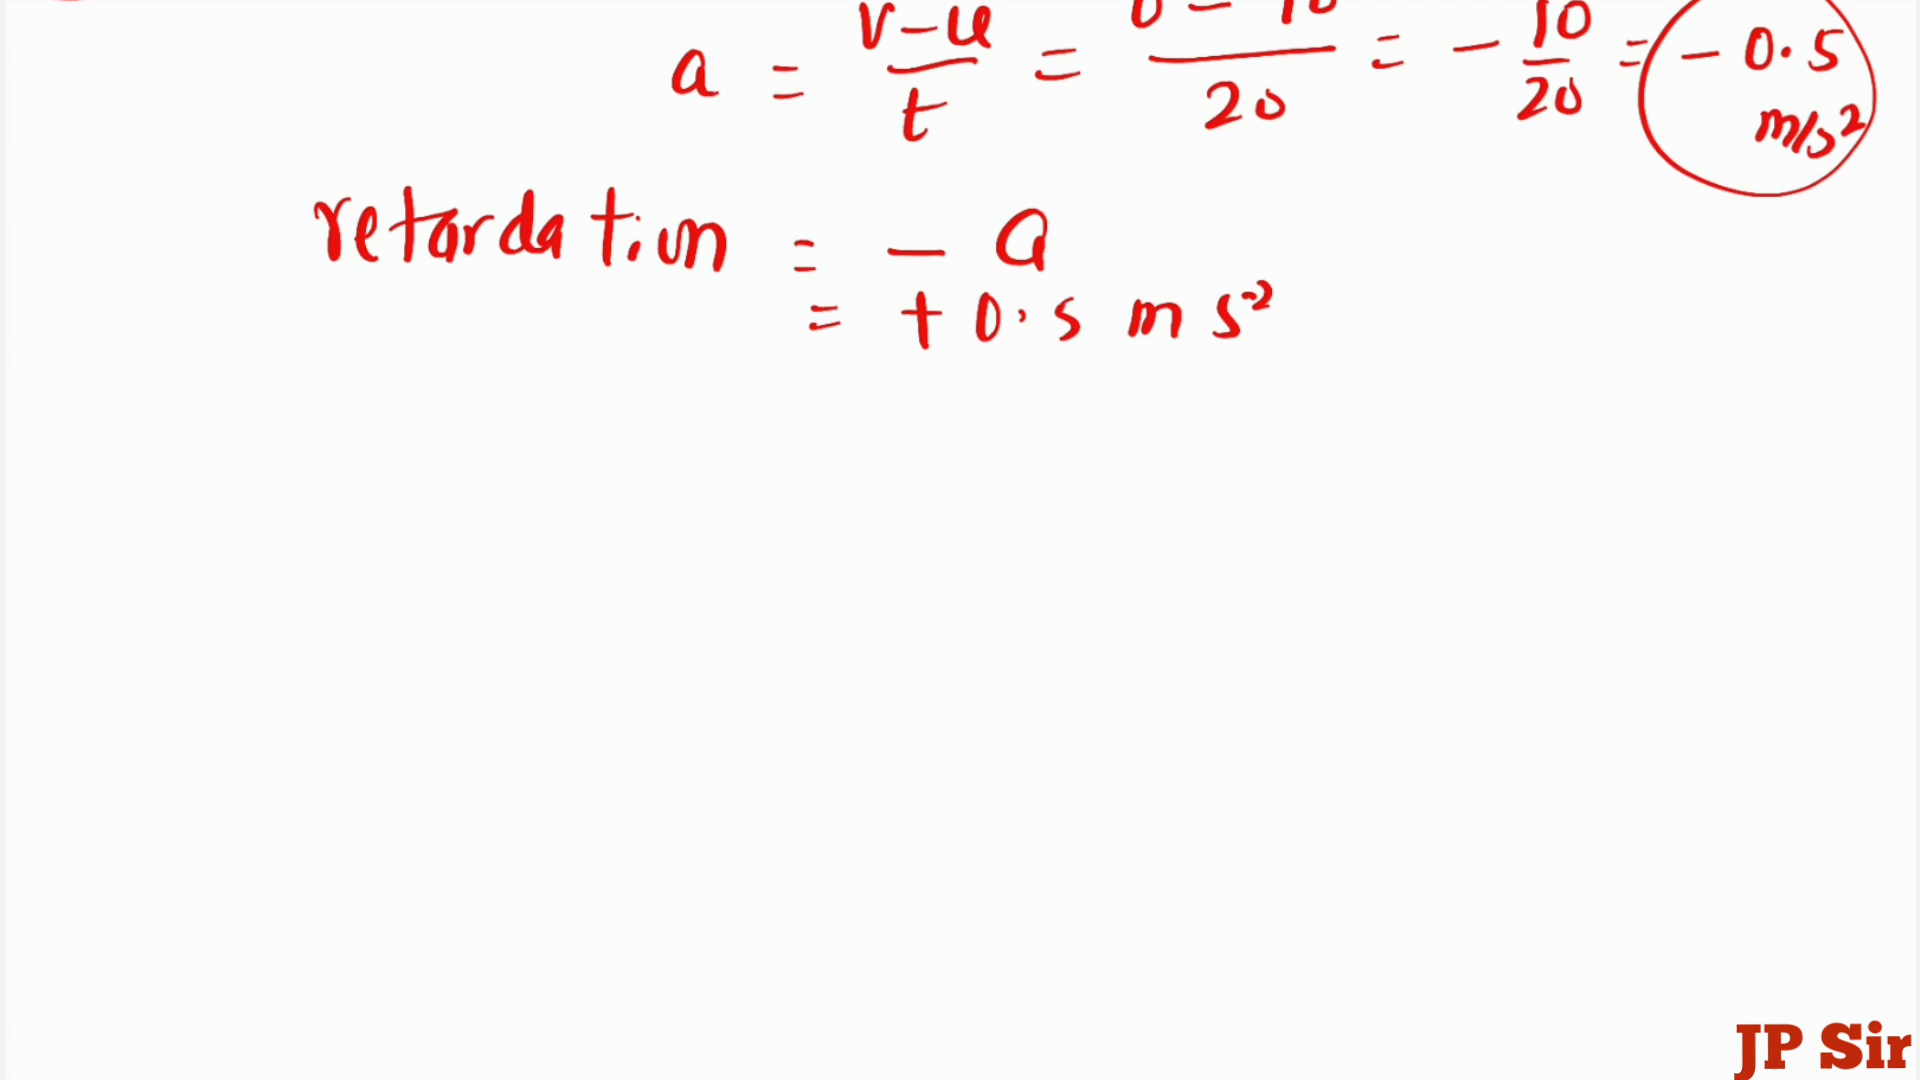 a = v-u/t = 0-10/20 = - 10/20 = - 0.5 m/s²
retardation = - a
= + 0.5 m s⁻²
JP Sir